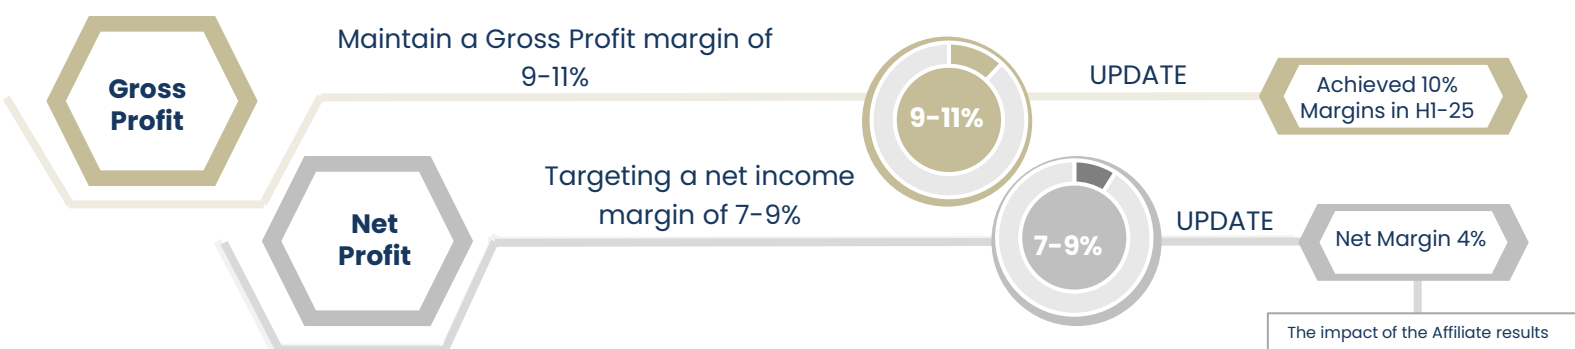 Gross
Profit
Maintain a Gross Profit margin of
9-11%
9-11%
UPDATE
Achieved 10%
Margins in H1-25
Net
Profit
Targeting a net income
margin of 7-9%
7-9%
UPDATE
Net Margin 4%
The impact of the Affiliate results